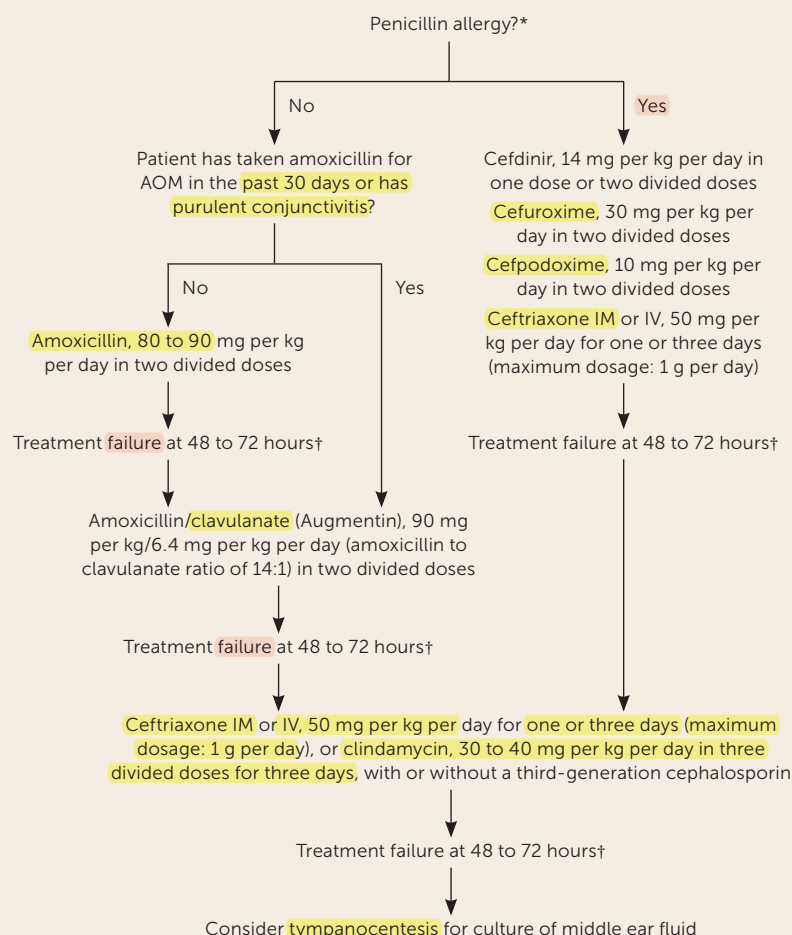 Penicillin allergy?*
No
Yes
Patient has taken amoxicillin for
AOM in the past 30 days or has
purulent conjunctivitis?
Cefdinir, 14 mg per kg per day in
one dose or two divided doses
Cefuroxime, 30 mg per kg per
day in two divided doses
Cefpodoxime, 10 mg per kg per
day in two divided doses
Ceftriaxone IM or IV, 50 mg per
kg per day for one or three days
(maximum dosage: 1 g per day)
No
Yes
Amoxicillin, 80 to 90 mg per kg
per day in two divided doses
Treatment failure at 48 to 72 hours†
Treatment failure at 48 to 72 hours†
Amoxicillin/clavulanate (Augmentin), 90 mg
per kg/6.4 mg per kg per day (amoxicillin to
clavulanate ratio of 14:1) in two divided doses
Treatment failure at 48 to 72 hours†
Ceftriaxone IM or IV, 50 mg per kg per day for one or three days (maximum
dosage: 1 g per day), or clindamycin, 30 to 40 mg per kg per day in three
divided doses for three days, with or without a third-generation cephalosporin
Treatment failure at 48 to 72 hours†
Consider tympanocentesis for culture of middle ear fluid